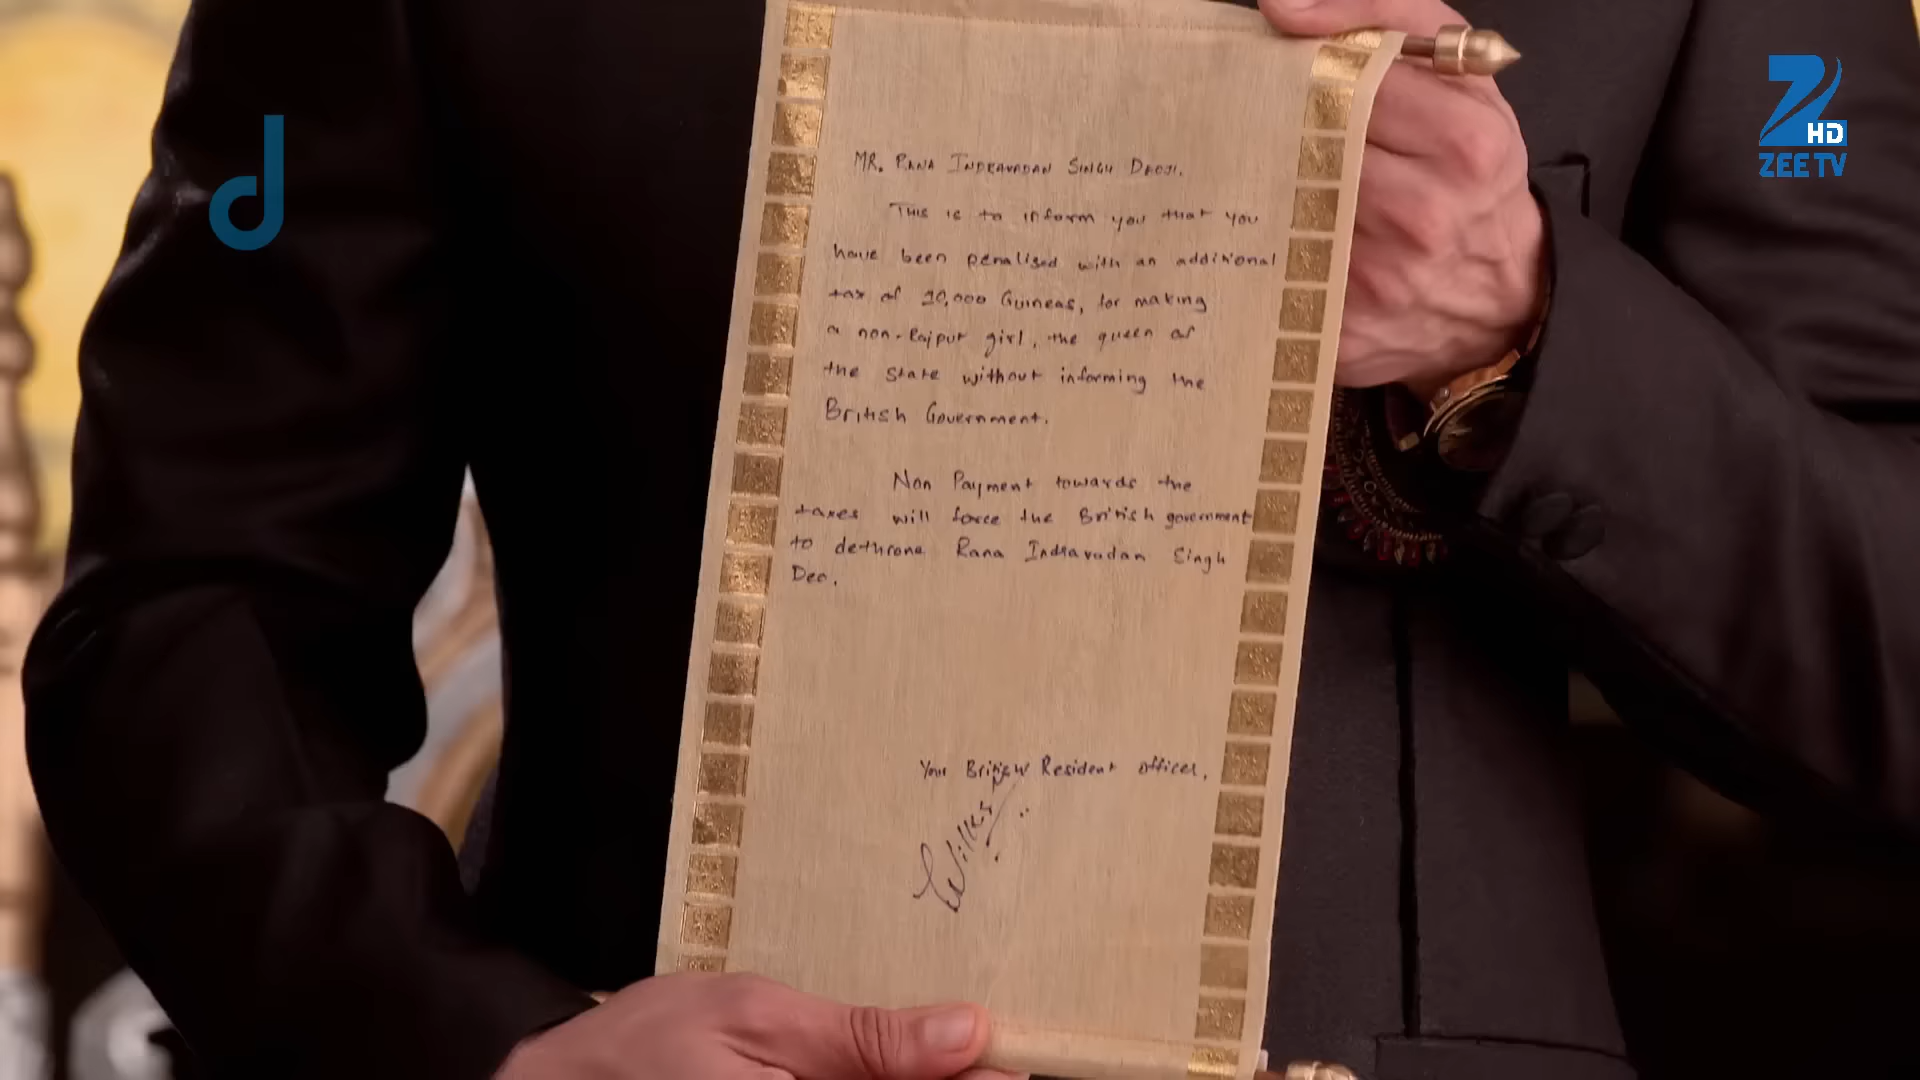 MR. RANA INDRAVADAN SINGH DEOJI.
This is to inform you that you
have been penalised with an additional
tax of 10,000 Guineas, for making
a non-Rajput girl, the queen of
the state without informing the
British Government.
Non Payment towards the
taxes will force the British government
to dethrone Rana Indravadan Singh
Deo.
Your British Resident officer,
Wilkis
d
HD
ZEE TV